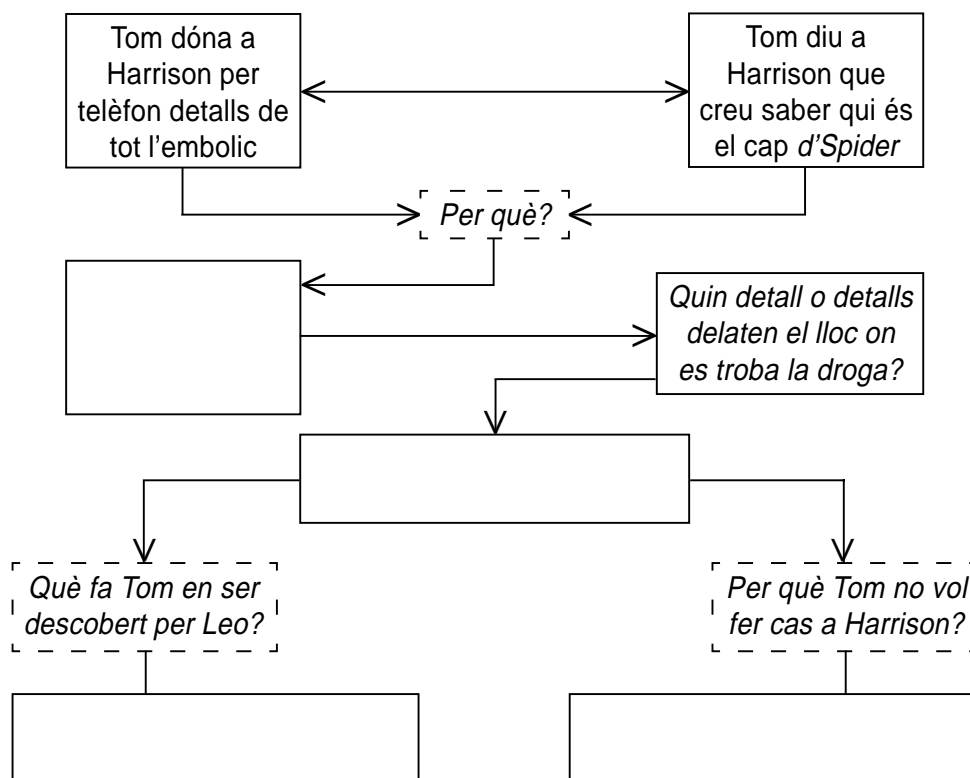 Tom dóna a
Harrison per
telèfon detalls de
tot l'embolic
Tom diu a
Harrison que
creu saber qui és
el cap d'Spider
Per què?
Quin detall o detalls
delaten el lloc on
es troba la droga?
Què fa Tom en ser
descobert per Leo?
Per què Tom no vol
fer cas a Harrison?